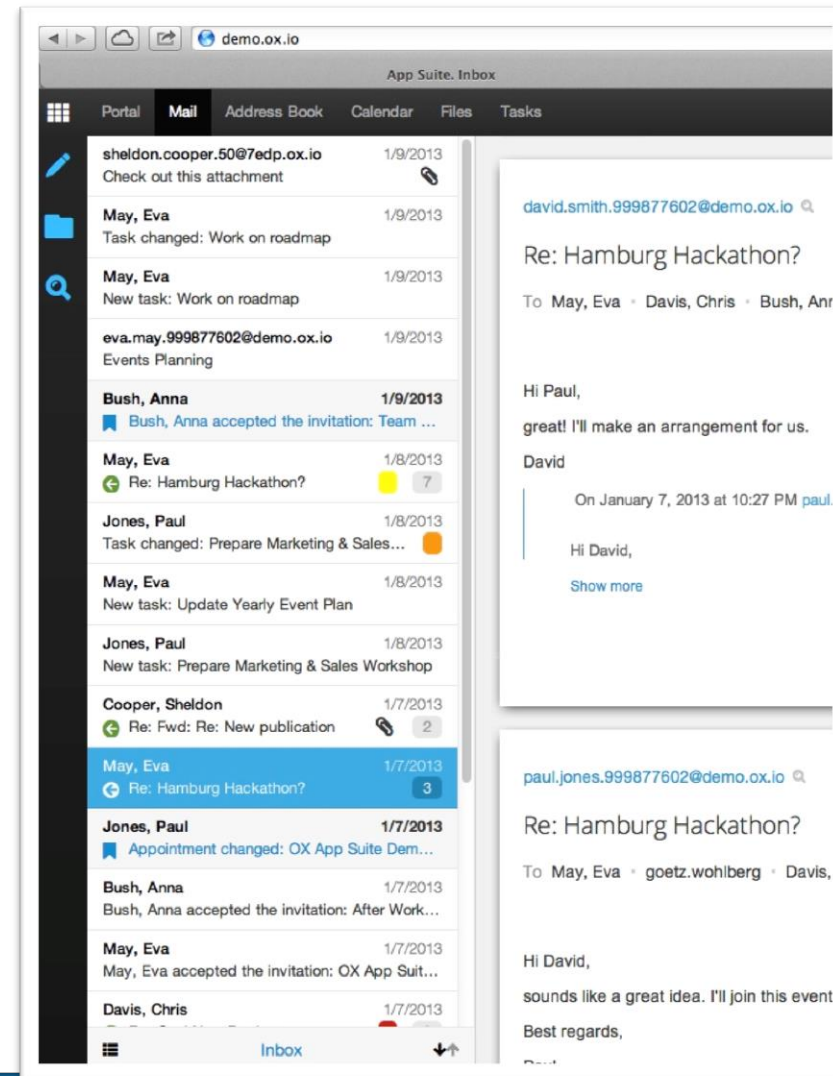 demo.ox.io
App Suite. Inbox
Portal Mail Address Book Calendar Files Tasks
sheldon.cooper.50@7edp.ox.io 1/9/2013
Check out this attachment
May, Eva 1/9/2013
Task changed: Work on roadmap
May, Eva 1/9/2013
New task: Work on roadmap
eva.may.999877602@demo.ox.io 1/9/2013
Events Planning
Bush, Anna 1/9/2013
Bush, Anna accepted the invitation: Team ...
May, Eva 1/8/2013
Re: Hamburg Hackathon? 7
Jones, Paul 1/8/2013
Task changed: Prepare Marketing & Sales...
May, Eva 1/8/2013
New task: Update Yearly Event Plan
Jones, Paul 1/8/2013
New task: Prepare Marketing & Sales Workshop
Cooper, Sheldon 1/7/2013
Re: Fwd: Re: New publication 2
May, Eva 1/7/2013
Re: Hamburg Hackathon? 3
Jones, Paul 1/7/2013
Appointment changed: OX App Suite Dem...
Bush, Anna 1/7/2013
Bush, Anna accepted the invitation: After Work...
May, Eva 1/7/2013
May, Eva accepted the invitation: OX App Suit...
Davis, Chris 1/7/2013
Inbox
david.smith.999877602@demo.ox.io
Re: Hamburg Hackathon?
To May, Eva • Davis, Chris • Bush,
Hi Paul,
great! I'll make an arrangement for us.
David
On January 7, 2013 at 10:27 PM paul.
Hi David,
Show more
paul.jones.999877602@demo.ox.io
Re: Hamburg Hackathon?
To May, Eva • goetz.wohlberg • Davis,
Hi David,
sounds like a great idea. I'll join this event
Best regards,